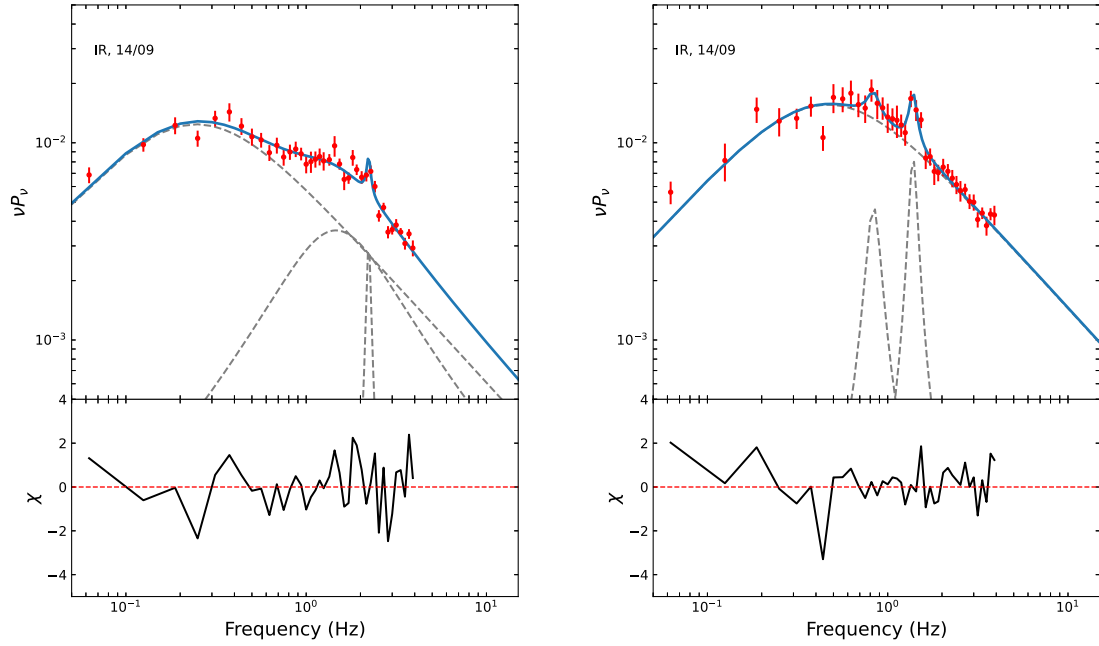 IR, 14/09
νPν
10⁻²
10⁻³
4
2
0
−2
−4
χ
10⁻¹
10⁰
10¹
Frequency (Hz)
IR, 14/09
νPν
10⁻²
10⁻³
4
2
0
−2
−4
χ
10⁻¹
10⁰
10¹
Frequency (Hz)